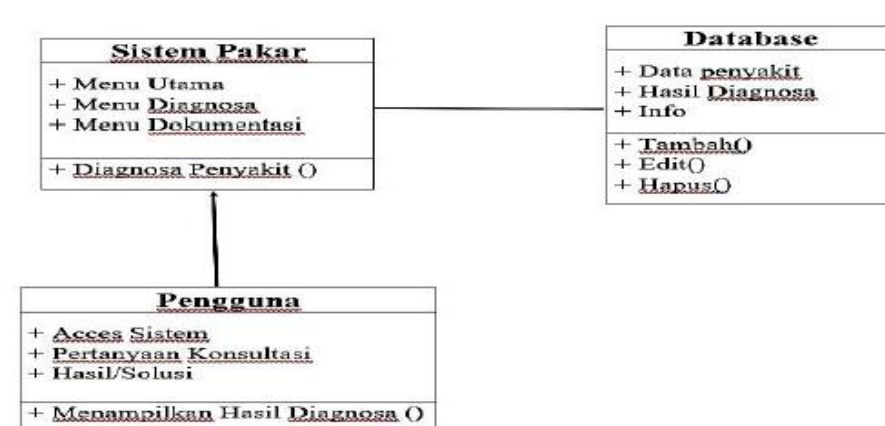 Sistem Pakar
+ Menu Utama
+ Menu Diagnosa
+ Menu Dokumentasi
+ Diagnosa Penyakit ()
Database
+ Data penyakit
+ Hasil Diagnosa
+ Info
+ Tambah()
+ Edit()
+ Hapus()
Pengguna
+ Acces Sistem
+ Pertanyaan Konsultasi
+ Hasil/Solusi
+ Menampilkan Hasil Diagnosa ()